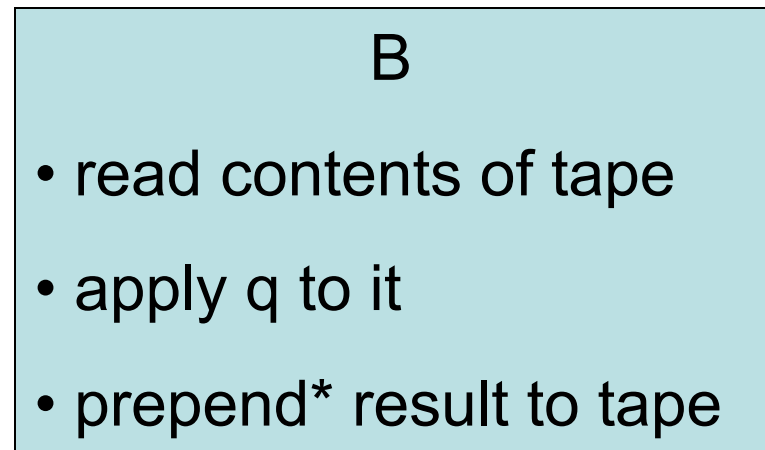 B
• read contents of tape
• apply q to it
• prepend* result to tape